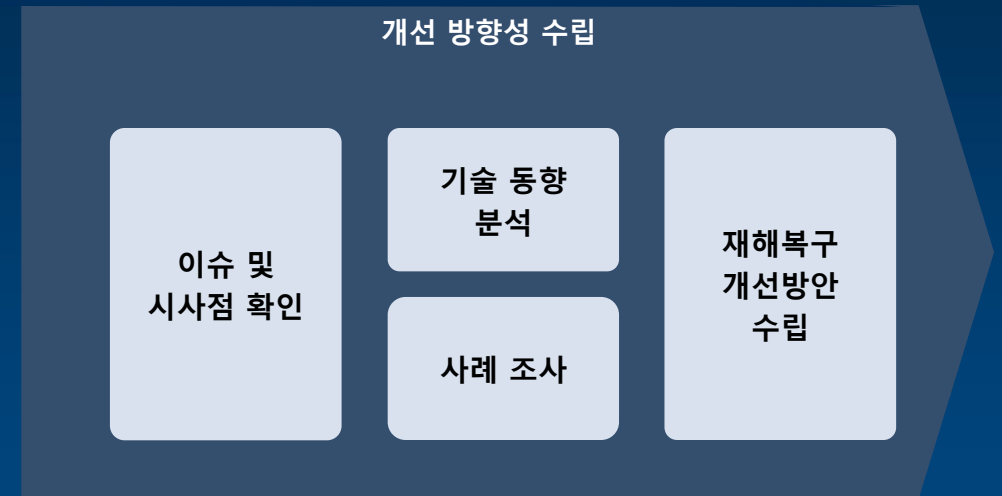 개선 방향성 수립
이슈 및
시사점 확인
기술 동향
분석
사례 조사
재해복구
개선방안
수립